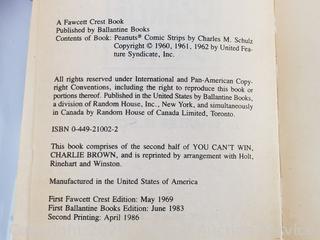 A Fawcett Crest Book
Published by Ballantine Books
Contents of Book: Peanuts® Comic Strips by Charles M. Schulz
Copyright © 1960, 1961, 1962 by United Fea-
ture Syndicate, Inc.
All rights reserved under International and Pan-American Copy-
right Conventions, including the right to reproduce this book or
portions thereof. Published in the United States by Ballantine Books,
a division of Random House, Inc., New York, and simultaneously
in Canada by Random House of Canada Limited, Toronto.
ISBN 0-449-21002-2
This book comprises of the second half of YOU CAN'T WIN,
CHARLIE BROWN, and is reprinted by arrangement with Holt,
Rinehart and Winston.
Manufactured in the United States of America
First Fawcett Crest Edition: May 1969
First Ballantine Books Edition: June 1983
Second Printing: April 1986